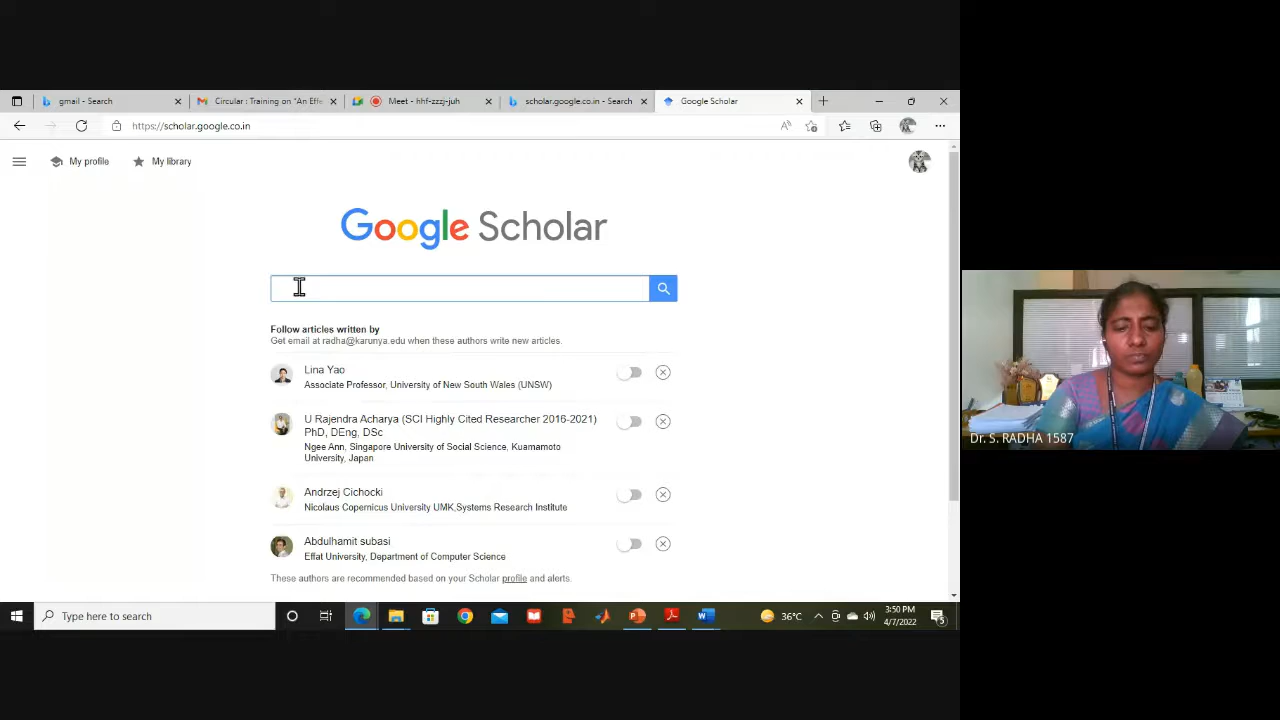 gmail - Search
Circular : Training on "An Effe
Meet - hhf-zzzj-juh
scholar.google.co.in - Search
Google Scholar
https://scholar.google.co.in
My profile
My library
Google Scholar
Follow articles written by
Get email at radha@karunya.edu when these authors write new articles.
Lina Yao
Associate Professor, University of New South Wales (UNSW)
U Rajendra Acharya (SCI Highly Cited Researcher 2016-2021)
PhD, DEng, DSc
Ngee Ann, Singapore University of Social Science, Kuamamoto
University, Japan
Andrzej Cichocki
Nicolaus Copernicus University UMK,Systems Research Institute
Abdulhamit subasi
Effat University, Department of Computer Science
These authors are recommended based on your Scholar profile and alerts.
Type here to search
36°C
3:50 PM
4/7/2022
5
Dr. S. RADHA 1587